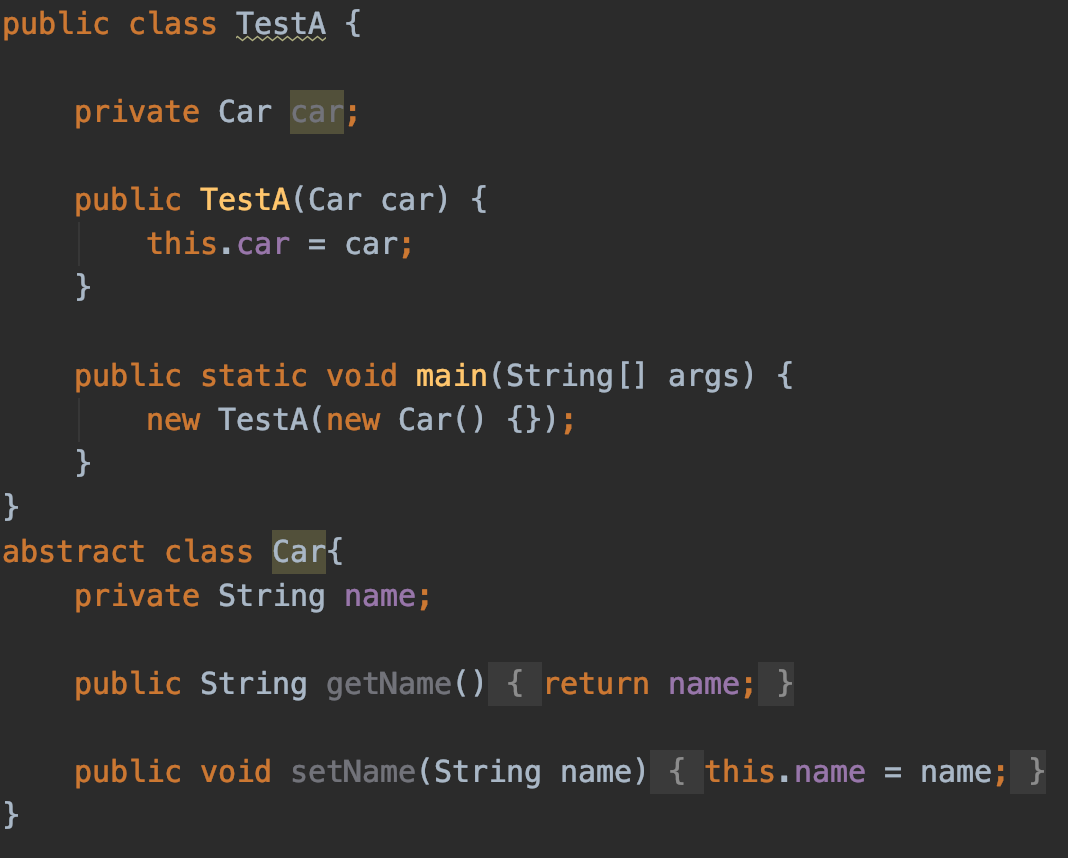 public class TestA {
private Car car;
public TestA(Car car) {
this.car = car;
}
public static void main(String[] args) {
new TestA(new Car() {});
}
}
abstract class Car{
private String name;
public String getName() { return name; }
public void setName(String name) { this.name = name; }
}